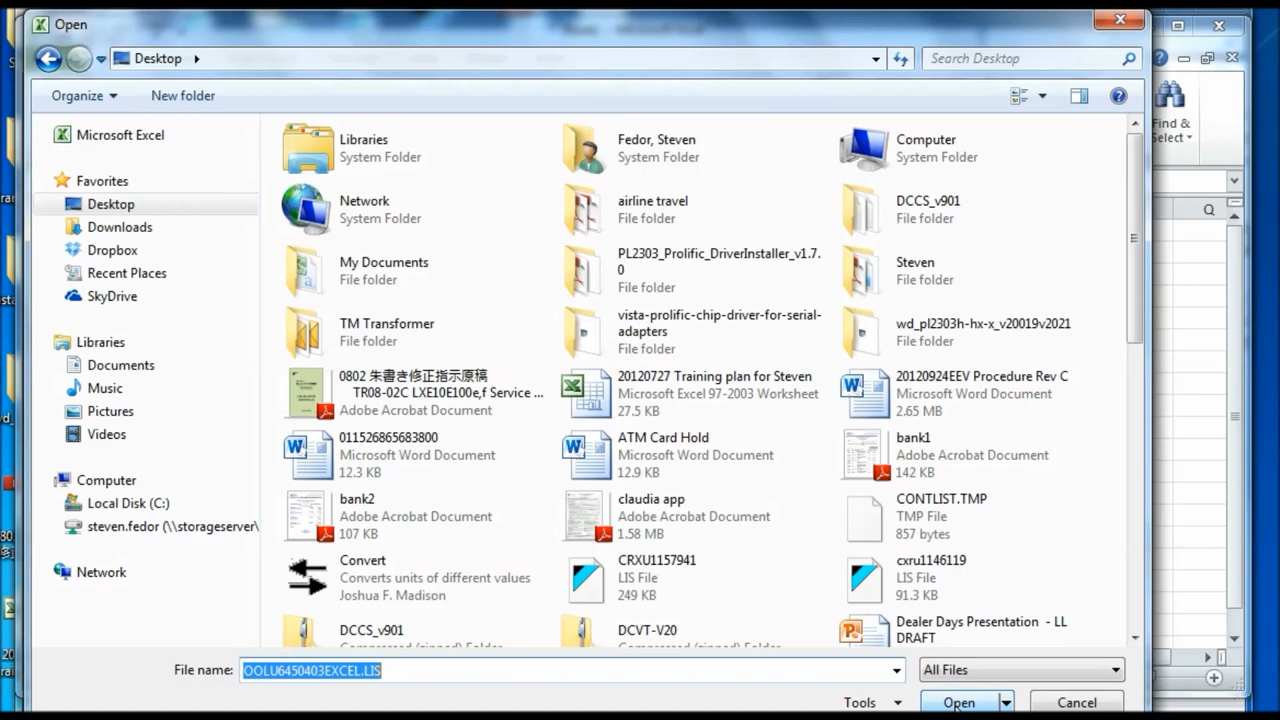 Open
Desktop
Search Desktop
Organize
New folder
Find &
Select
Microsoft Excel
Favorites
Desktop
Downloads
Dropbox
Recent Places
SkyDrive
Libraries
Documents
Music
Pictures
Videos
Computer
Local Disk (C:)
steven.fedor (\\storageserver\
Network
Libraries
System Folder
Fedor, Steven
System Folder
Computer
System Folder
Network
System Folder
airline travel
File folder
DCCS_v901
File folder
My Documents
File folder
PL2303_Prolific_DriverInstaller_v1.7.
0
File folder
Steven
File folder
TM Transformer
File folder
vista-prolific-chip-driver-for-serial-
adapters
File folder
wd_pl2303h-hx-x_v20019v2021
File folder
0802 朱書き修正指示原稿
TR08-02C LXE10E100e,f Service ...
Adobe Acrobat Document
20120727 Training plan for Steven
Microsoft Excel 97-2003 Worksheet
27.5 KB
20120924EEV Procedure Rev C
Microsoft Word Document
2.65 MB
011526865683800
Microsoft Word Document
12.3 KB
ATM Card Hold
Microsoft Word Document
12.9 KB
bank1
Adobe Acrobat Document
142 KB
bank2
Adobe Acrobat Document
107 KB
claudia app
Adobe Acrobat Document
1.58 MB
CONTLIST.TMP
TMP File
857 bytes
Convert
Converts units of different values
Joshua F. Madison
CRXU1157941
LIS File
249 KB
cxru1146119
LIS File
91.3 KB
DCCS_v901
DCVT-V20
Dealer Days Presentation - LL
DRAFT
Q
File name:
OOLU6450403EXCEL.LIS
All Files
Tools
Open
Cancel